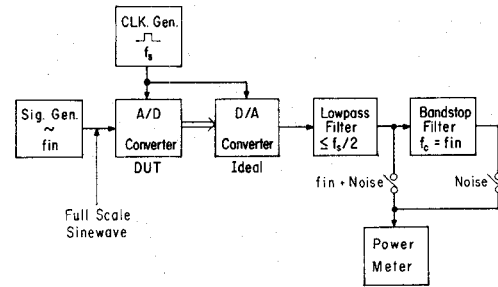 CLK. Gen.
fs
Sig. Gen.
~
fin
A/D
Converter
DUT
D/A
Converter
Ideal
Lowpass
Filter
≤ fs/2
Bandstop
Filter
fc = fin
Full Scale
Sinewave
fin + Noise
Noise
Power
Meter